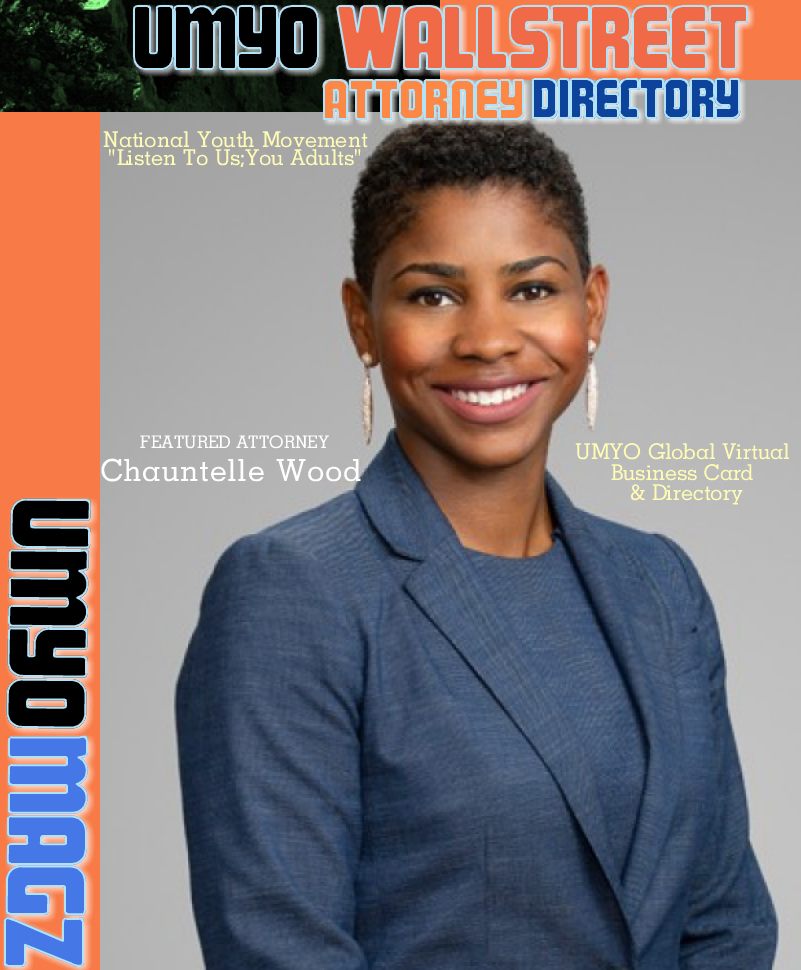 UMYO WALLSTREET
ATTORNEY DIRECTORY
National Youth Movement
"Listen To Us;You Adults"
FEATURED ATTORNEY
Chauntelle Wood
UMYO Global Virtual
Business Card
& Directory
UMYOMAGZ